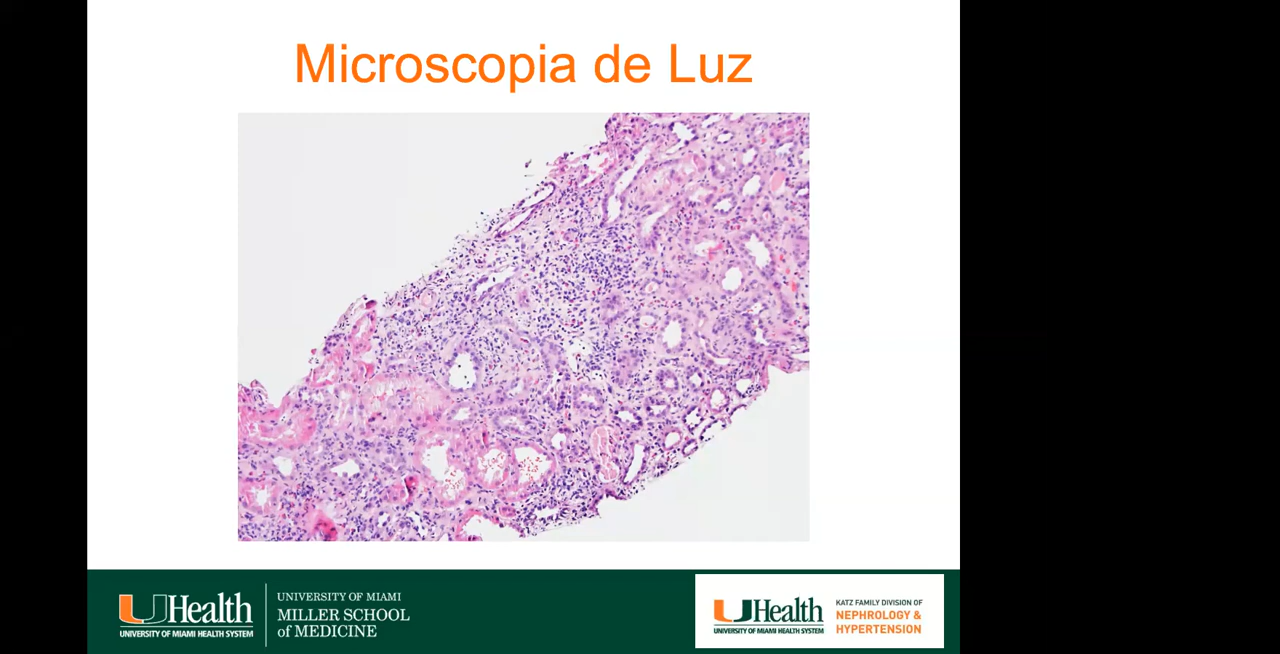 Microscopia de Luz
UHealth
UNIVERSITY OF MIAMI HEALTH SYSTEM
UNIVERSITY OF MIAMI
MILLER SCHOOL
of MEDICINE
UHealth
UNIVERSITY OF MIAMI HEALTH SYSTEM
KATZ FAMILY DIVISION OF
NEPHROLOGY &
HYPERTENSION